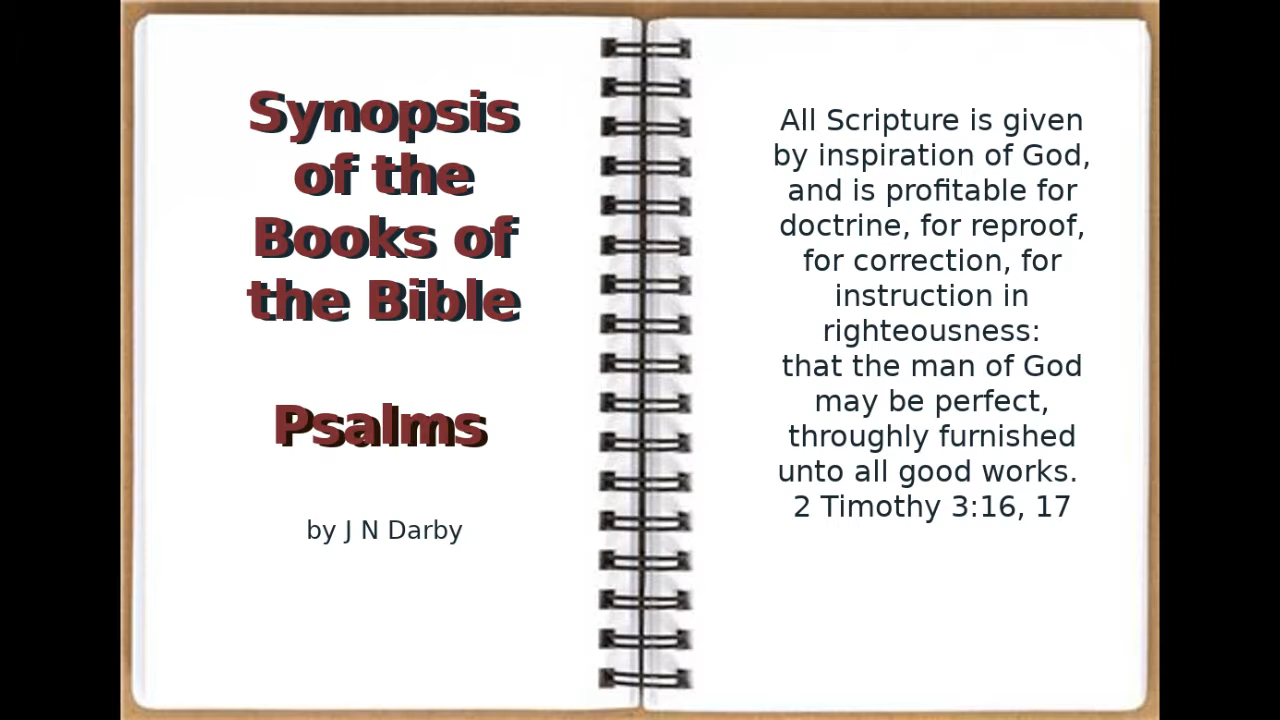 Synopsis
of the
Books of
the Bible
Psalms
by J N Darby
All Scripture is given
by inspiration of God,
and is profitable for
doctrine, for reproof,
for correction, for
instruction in
righteousness:
that the man of God
may be perfect,
throughly furnished
unto all good works.
2 Timothy 3:16, 17